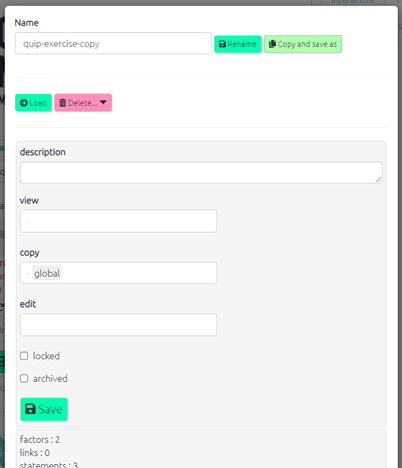 Interactive
Name
quip-exercise-copy
Rename
Copy and save as
Load
Delete...
description
view
copy
global
edit
locked
archived
Save
factors : 2
links : 0
statements : 3